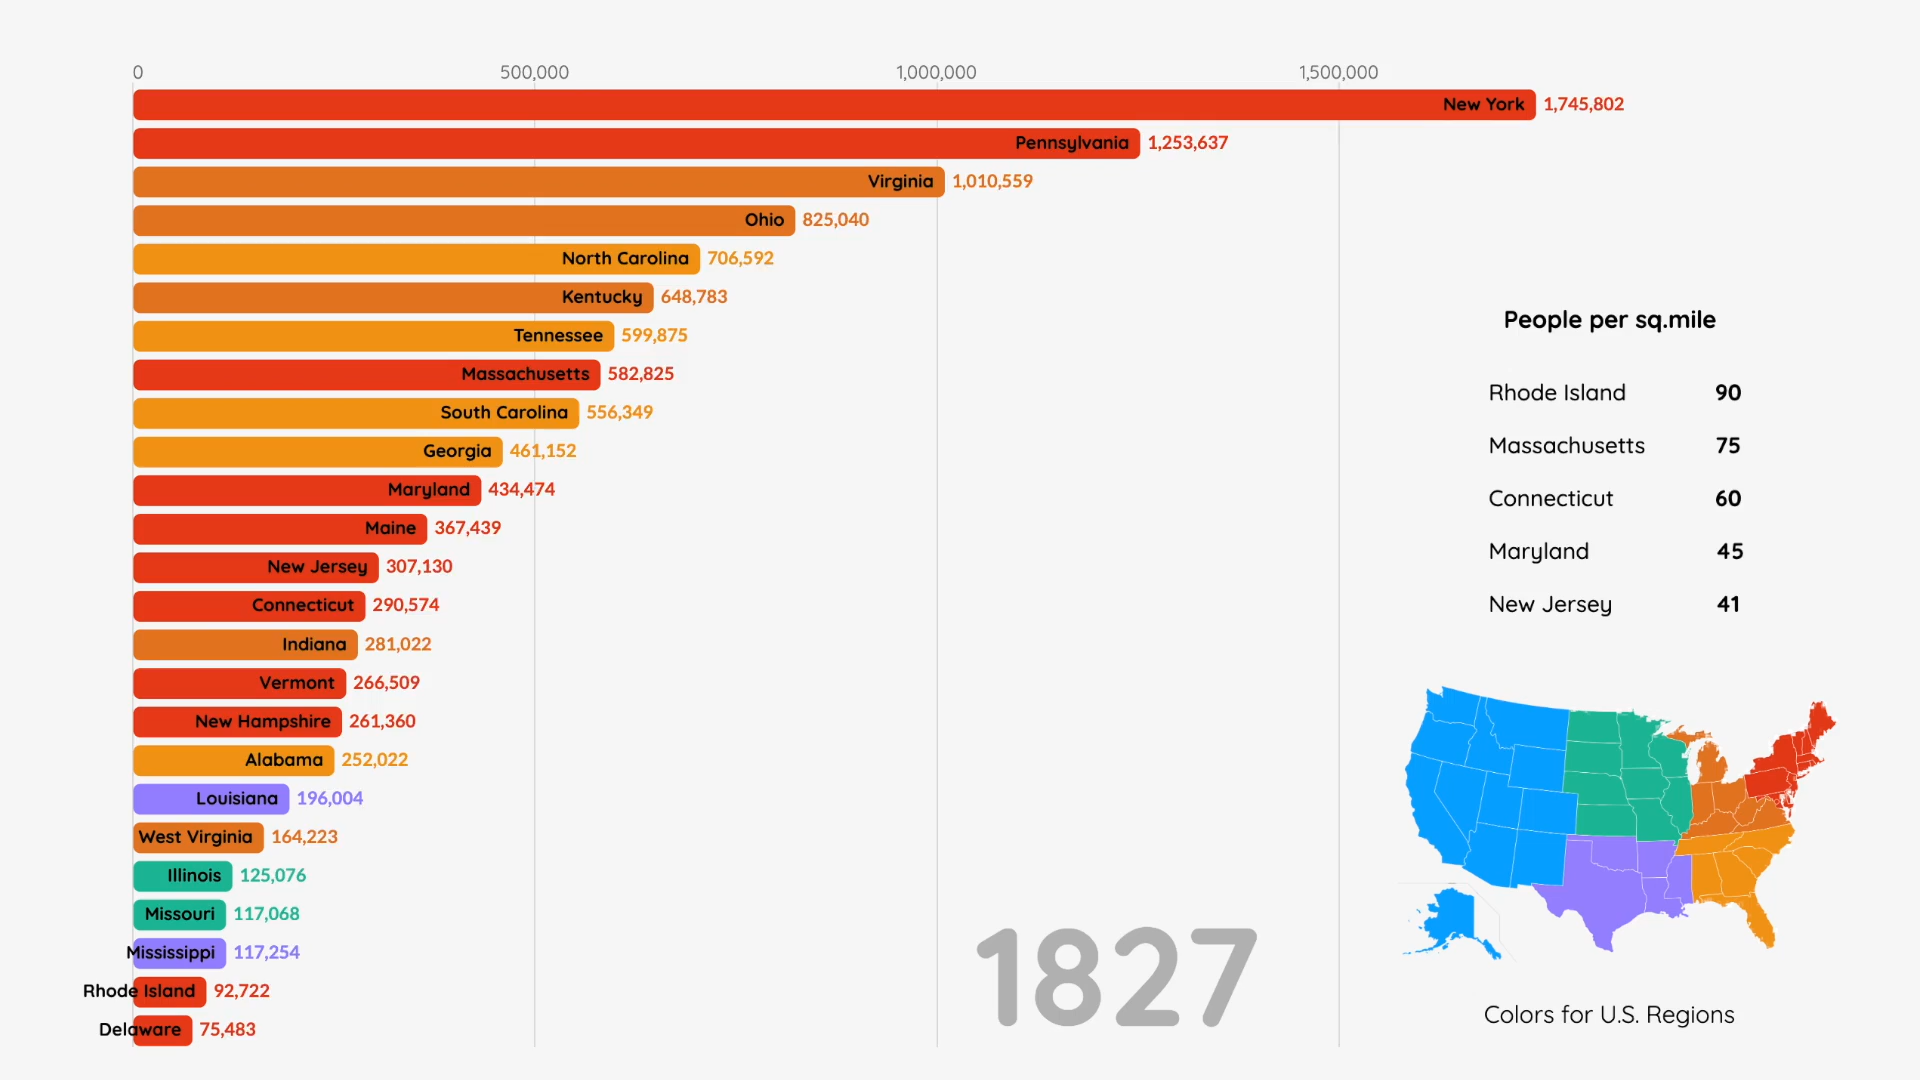 0 500,000 1,000,000 1,500,000
New York 1,745,802
Pennsylvania 1,253,637
Virginia 1,010,559
Ohio 825,040
North Carolina 706,592
Kentucky 648,783
Tennessee 599,875
Massachusetts 582,825
South Carolina 556,349
Georgia 461,152
Maryland 434,474
Maine 367,439
New Jersey 307,130
Connecticut 290,574
Indiana 281,022
Vermont 266,509
New Hampshire 261,360
Alabama 252,022
Louisiana 196,004
West Virginia 164,223
Illinois 125,076
Missouri 117,068
Mississippi 117,254
Rhode Island 92,722
Delaware 75,483
1827
People per sq.mile
Rhode Island 90
Massachusetts 75
Connecticut 60
Maryland 45
New Jersey 41
Colors for U.S. Regions